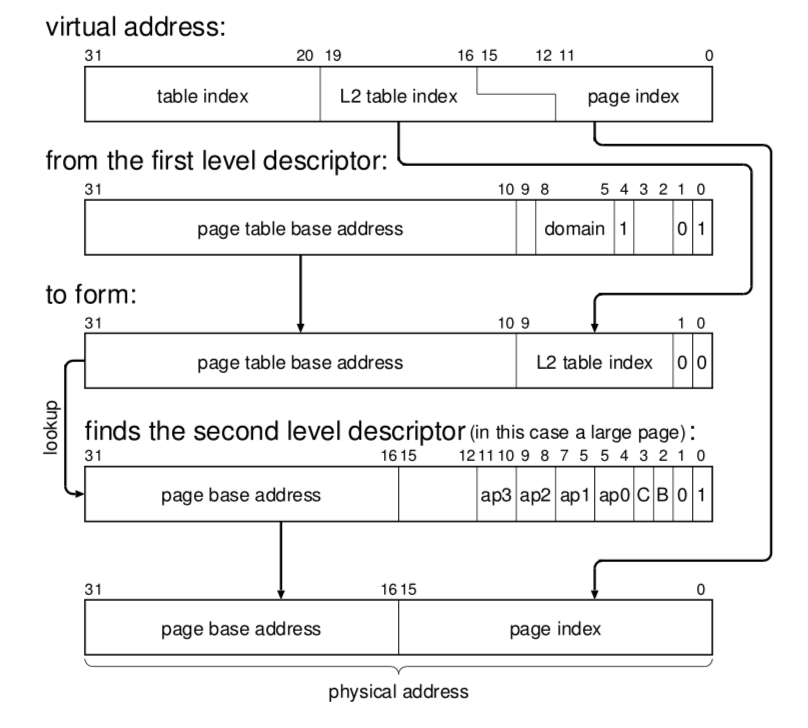 virtual address:
31 20 19 16 15 12 11 0
table index L2 table index page index
from the first level descriptor:
31 10 9 8 5 4 3 2 1 0
page table base address domain 1 0 1
to form:
31 10 9 1 0
page table base address L2 table index 0 0
lookup
finds the second level descriptor (in this case a large page) :
31 16 15 12 11 10 9 8 7 5 5 4 3 2 1 0
page base address ap3 ap2 ap1 ap0 C B 0 1
31 16 15 0
page base address page index
physical address